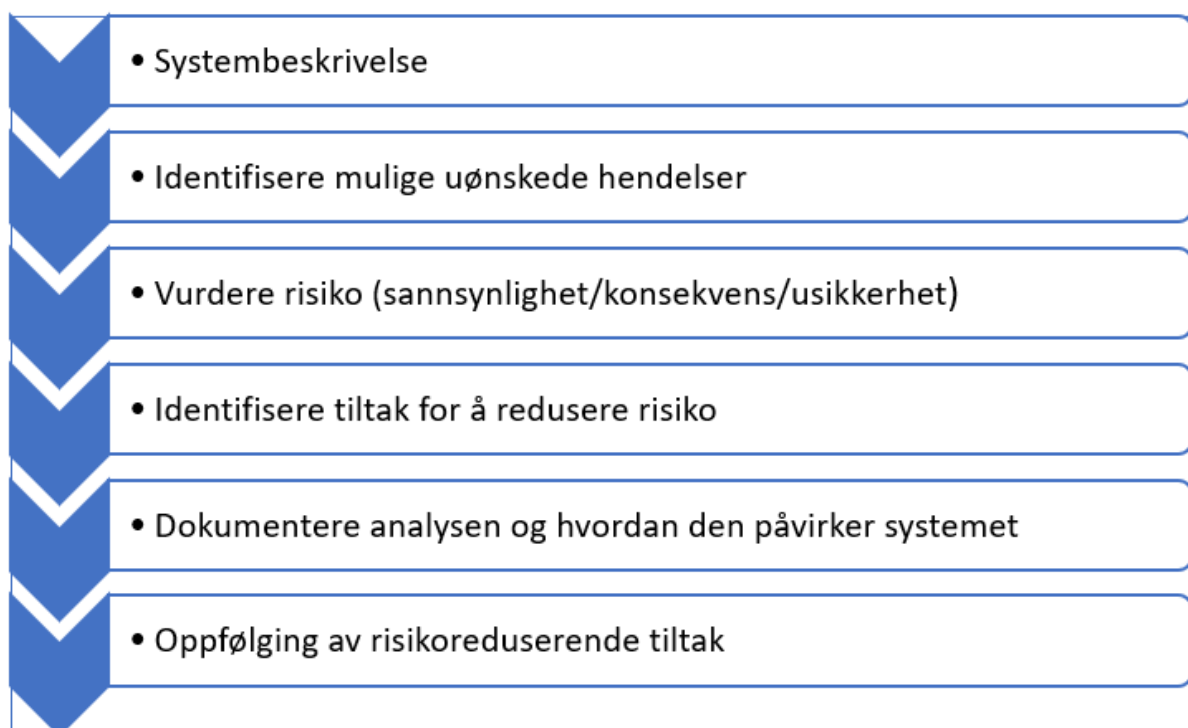 • Systembeskrivelse
• Identifisere mulige uønskede hendelser
• Vurdere risiko (sannsynlighet/konsekvens/usikkerhet)
• Identifisere tiltak for å redusere risiko
• Dokumentere analysen og hvordan den påvirker systemet
• Oppfølging av risikoreduserende tiltak